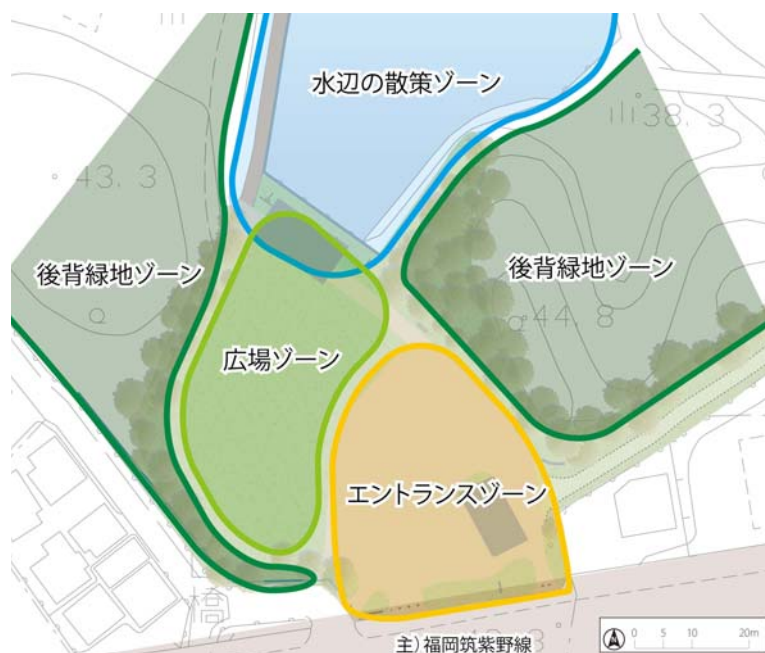 水辺の散策ゾーン
38.3
43.3
後背緑地ゾーン
後背緑地ゾーン
44.8
広場ゾーン
エントランスゾーン
橋
主）福岡筑紫野線
0 5 10 20m